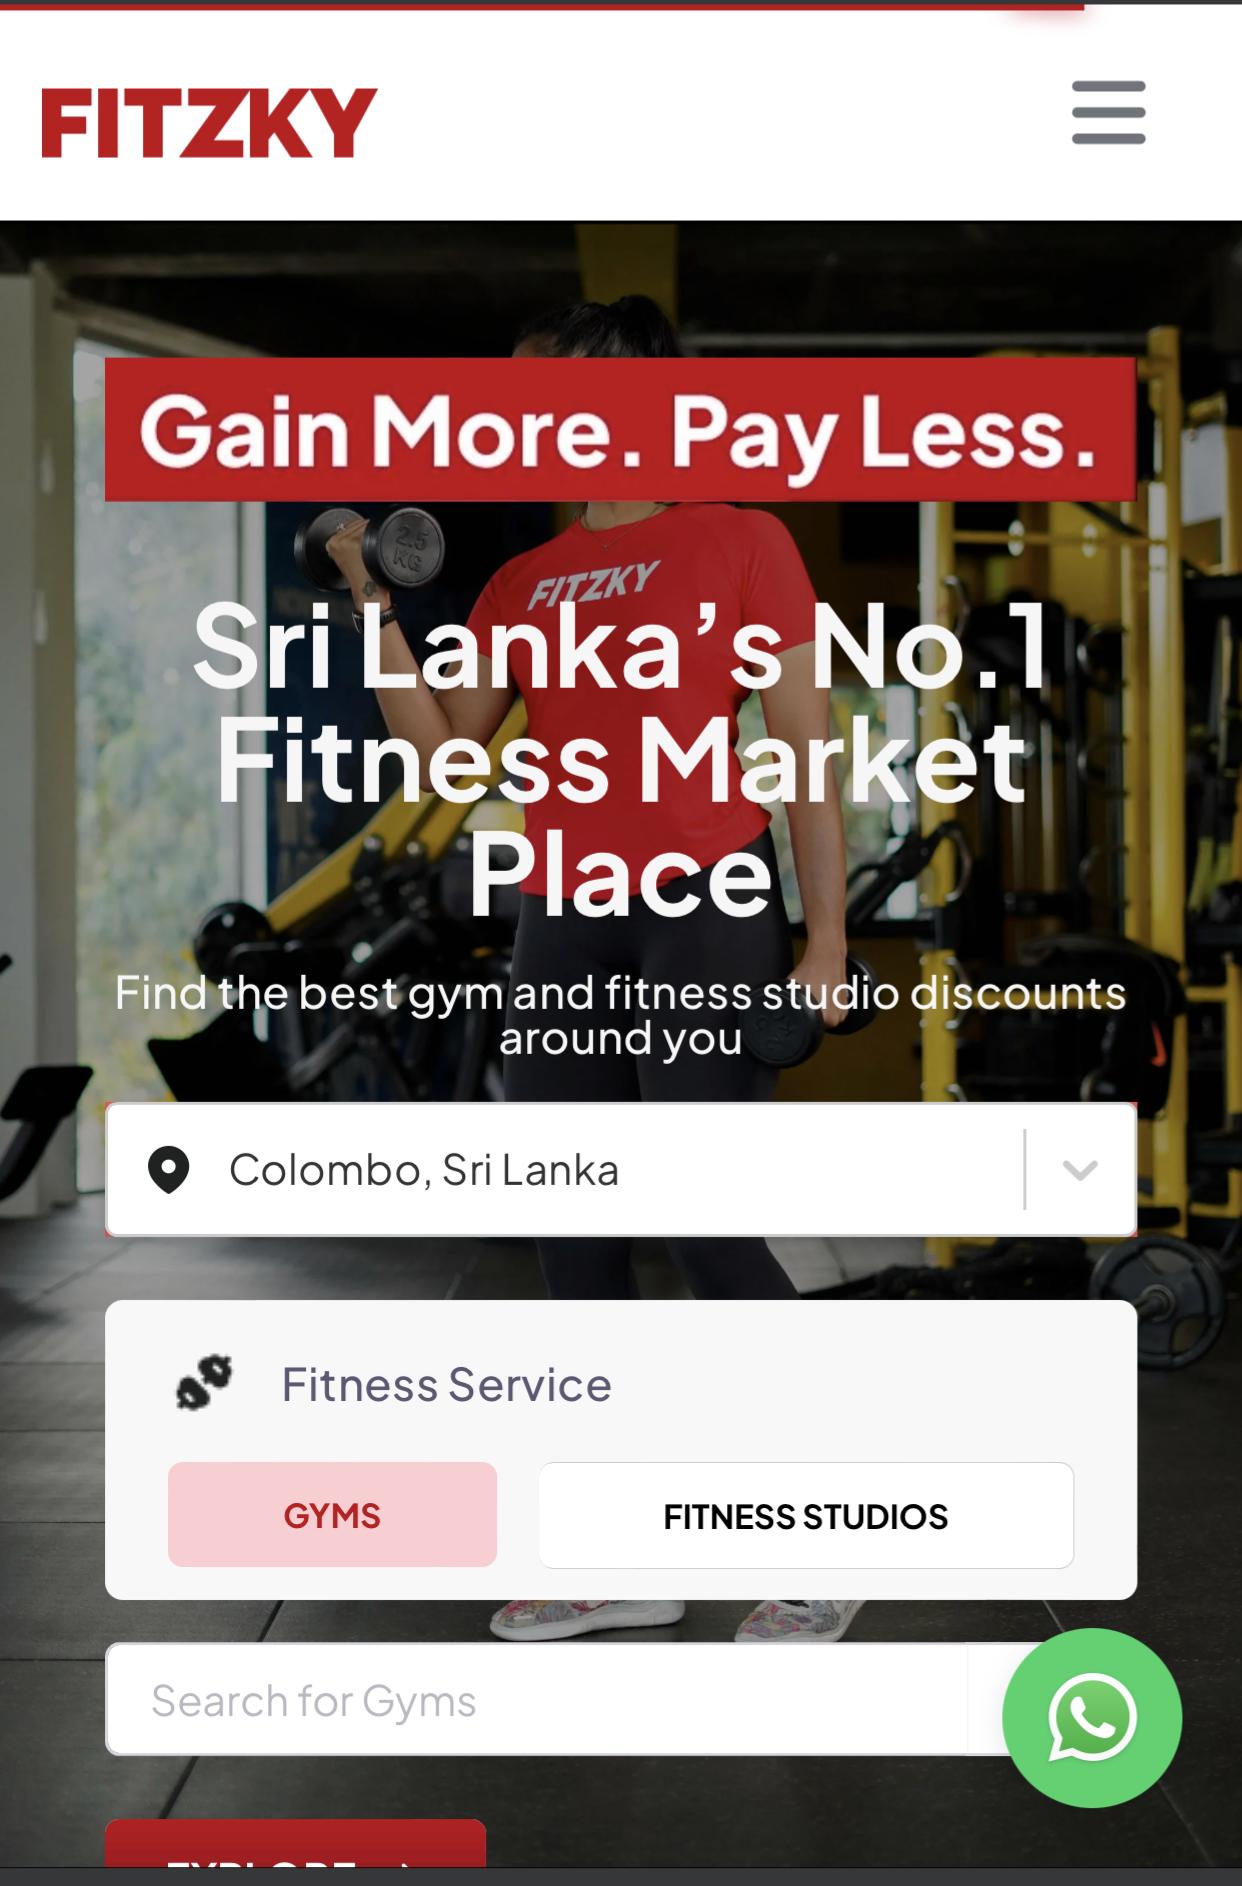 FITZKY
Gain More. Pay Less.
2.5
KG
FITZKY
Sri Lanka’s No.1
Fitness Market
Place
Find the best gym and fitness studio discounts
around you
Colombo, Sri Lanka
Fitness Service
GYMS
FITNESS STUDIOS
Search for Gyms
EXPLORE